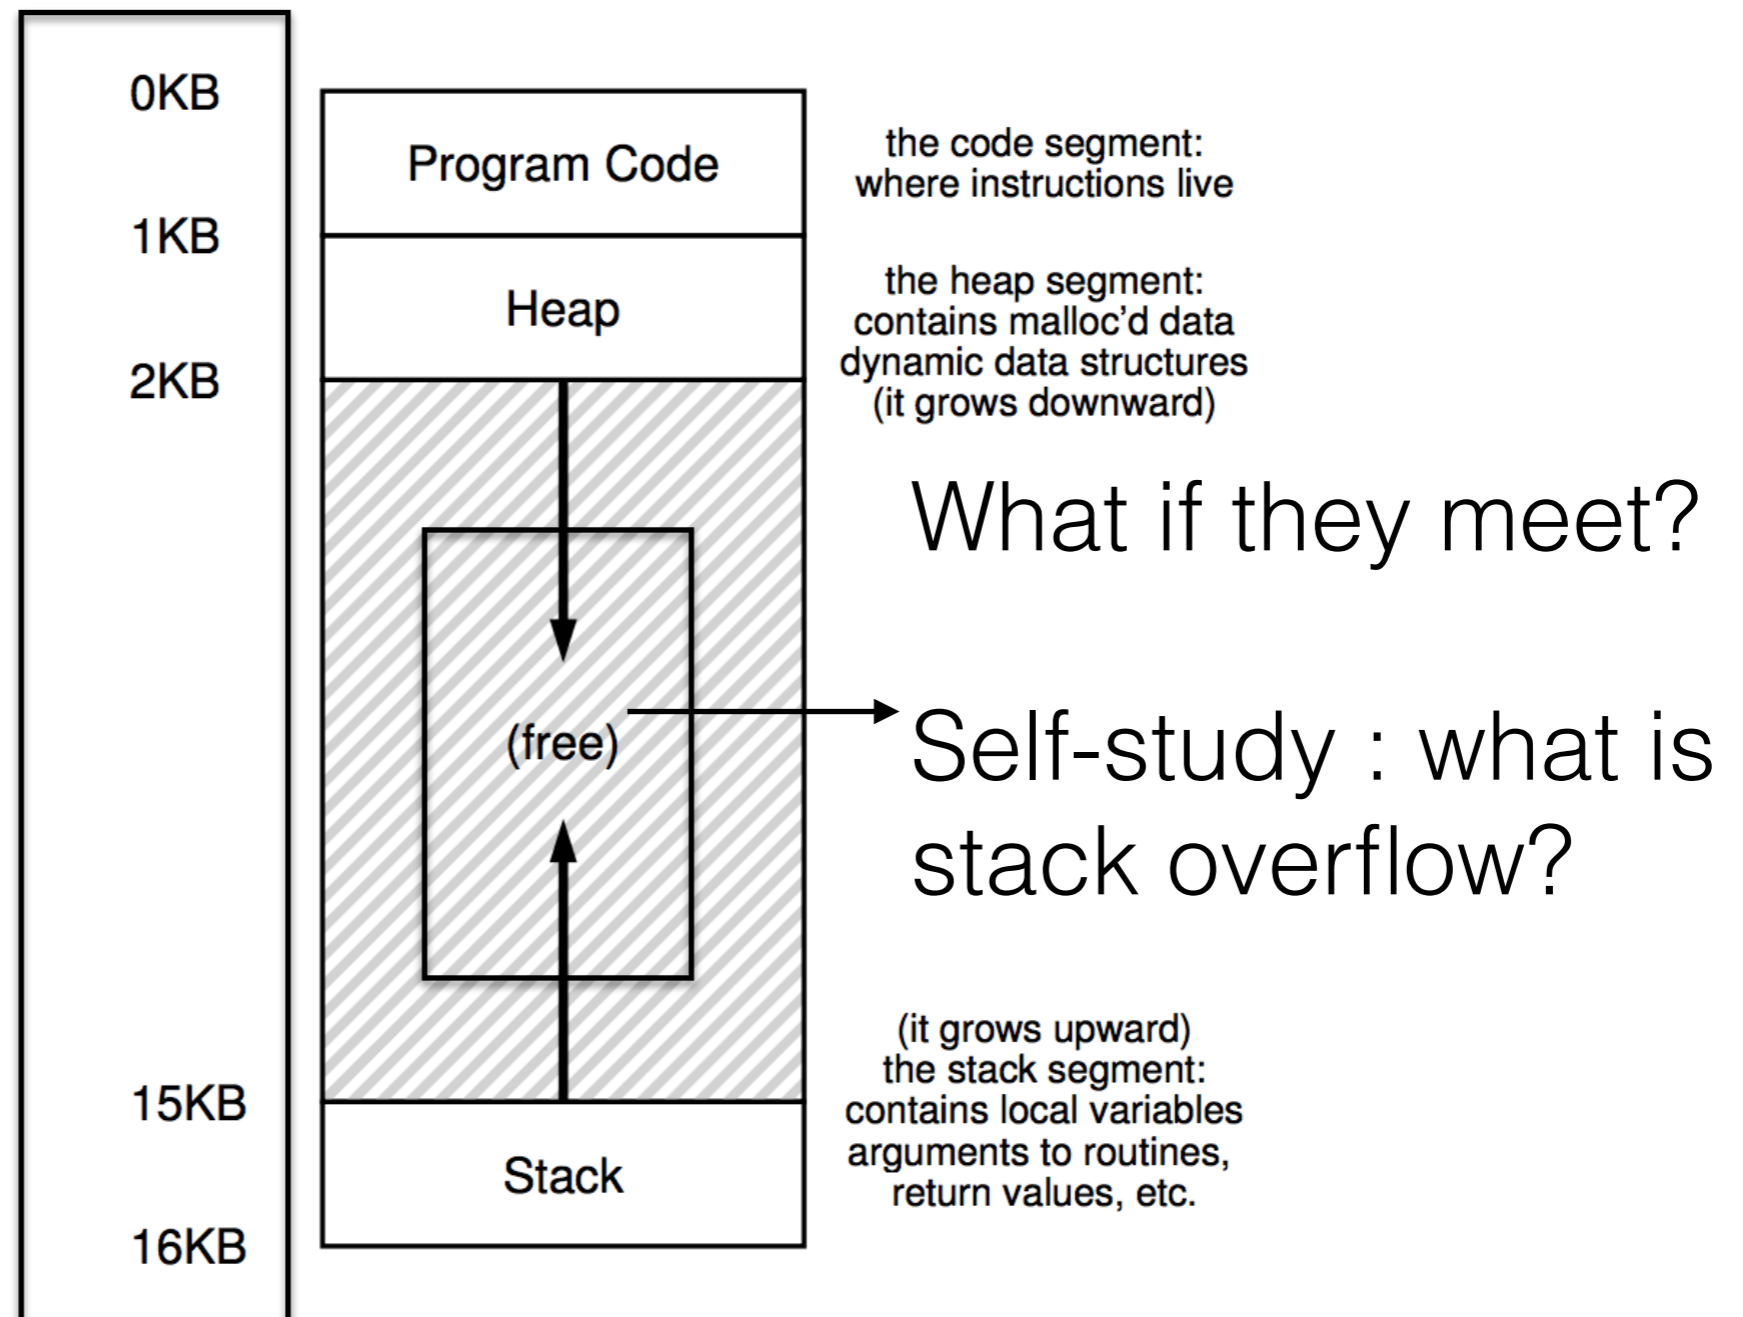 0KB
Program Code
the code segment:
where instructions live
1KB
Heap
the heap segment:
contains malloc'd data
dynamic data structures
(it grows downward)
2KB
What if they meet?
(free)
Self-study : what is
stack overflow?
(it grows upward)
the stack segment:
contains local variables
arguments to routines,
return values, etc.
15KB
Stack
16KB